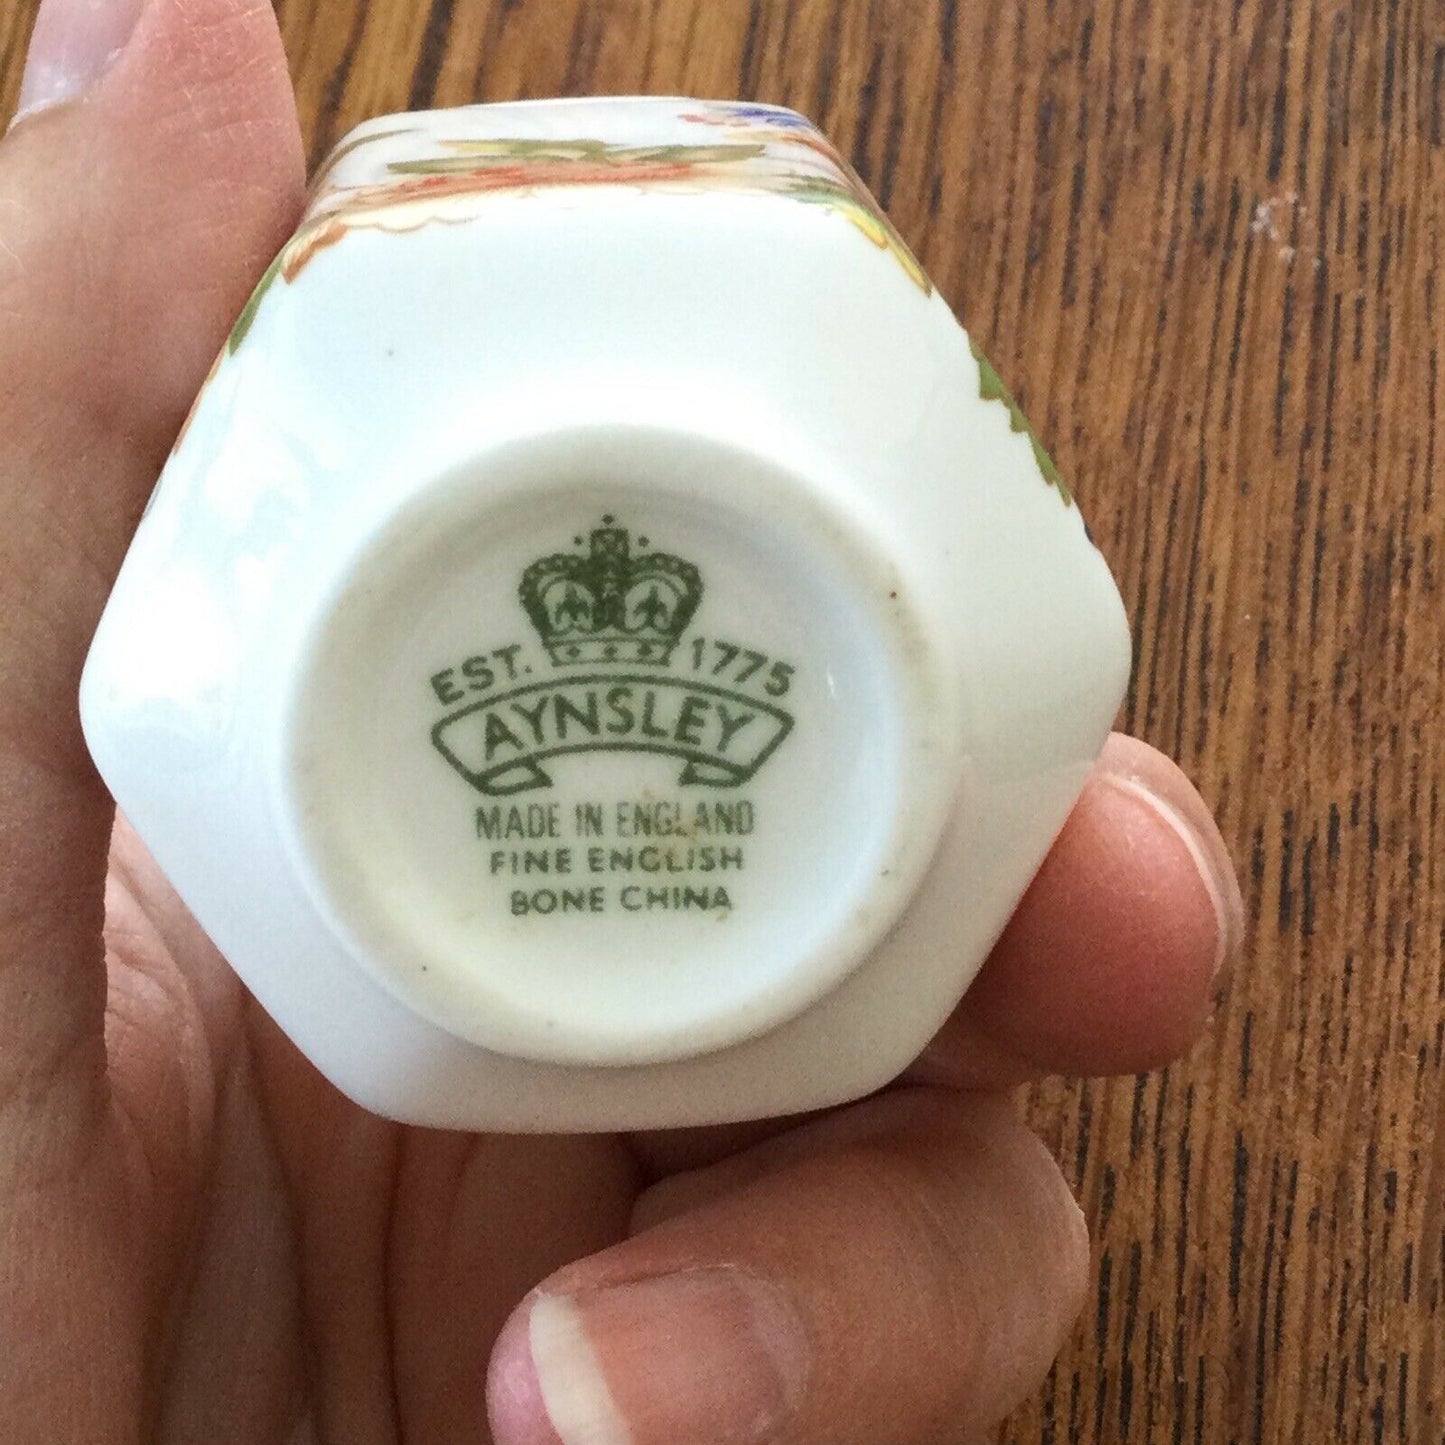 EST. 1775
AYNSLEY
MADE IN ENGLAND
FINE ENGLISH
BONE CHINA